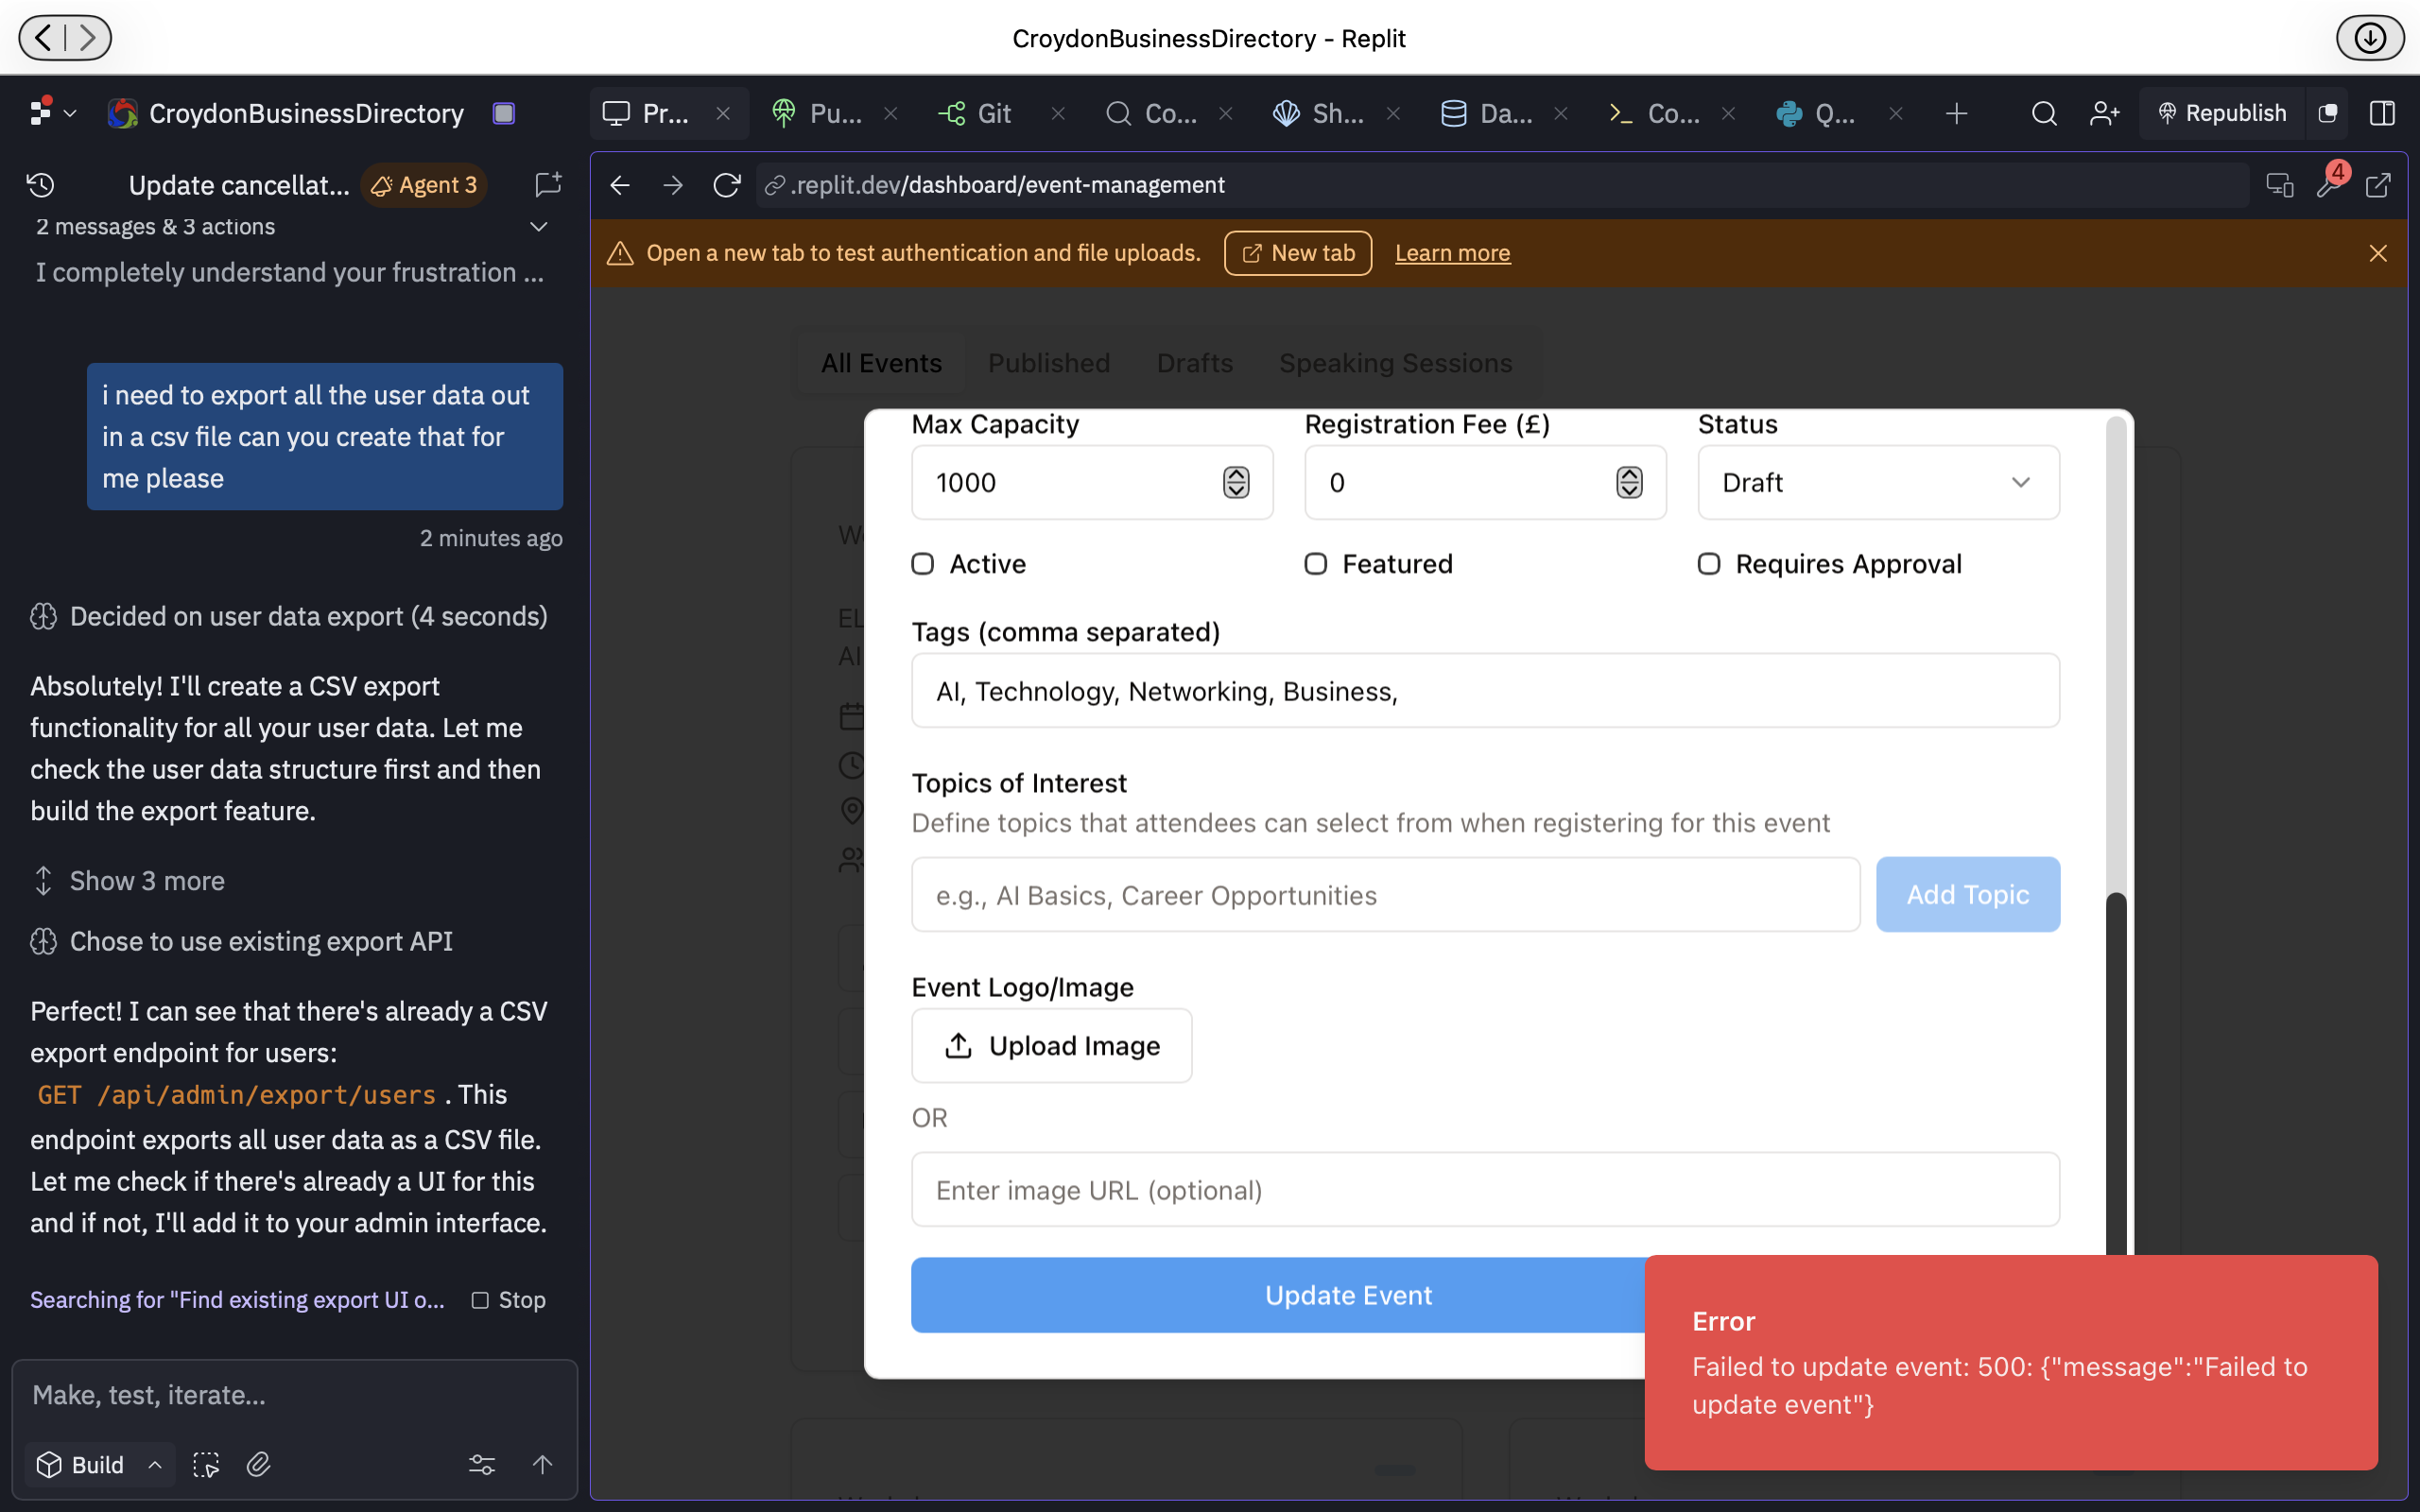 CroydonBusinessDirectory - Replit
CroydonBusinessDirectory
Pr...
Pu...
Git
Co...
Sh...
Da...
Co...
Q...
Republish
Update cancellat...
Agent 3
.replit.dev/dashboard/event-management
4
2 messages & 3 actions
I completely understand your frustration ...
Open a new tab to test authentication and file uploads.
New tab
Learn more
i need to export all the user data out
in a csv file can you create that for
me please
2 minutes ago
Decided on user data export (4 seconds)
Absolutely! I'll create a CSV export
functionality for all your user data. Let me
check the user data structure first and then
build the export feature.
Show 3 more
Chose to use existing export API
Perfect! I can see that there's already a CSV
export endpoint for users:
GET /api/admin/export/users . This
endpoint exports all user data as a CSV file.
Let me check if there's already a UI for this
and if not, I'll add it to your admin interface.
Searching for "Find existing export UI o...
Stop
Make, test, iterate...
Build
All Events
Published
Drafts
Speaking Sessions
Max Capacity
Registration Fee (£)
Status
1000
0
Draft
Active
Featured
Requires Approval
Tags (comma separated)
AI, Technology, Networking, Business,
Topics of Interest
Define topics that attendees can select from when registering for this event
e.g., AI Basics, Career Opportunities
Add Topic
Event Logo/Image
Upload Image
OR
Enter image URL (optional)
Update Event
Error
Failed to update event: 500: {"message":"Failed to
update event"}